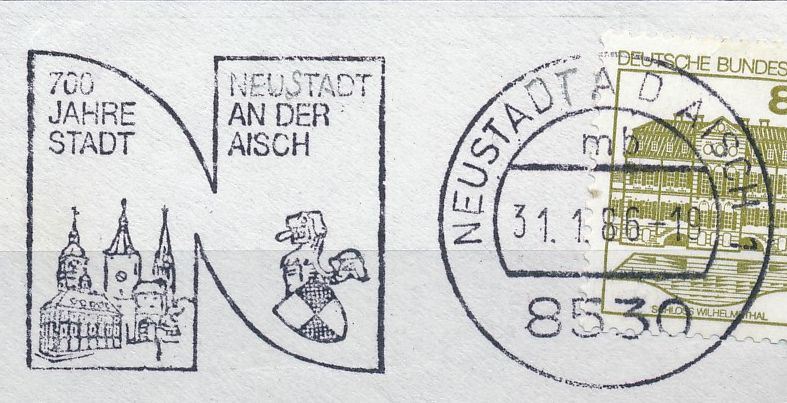 700
JAHRE
STADT
NEUSTADT
AN DER
AISCH
NEUSTADT A D AISCH 1
mb
31.1.86-19
8530
DEUTSCHE BUNDES
8
SCHLOSS WILHELMSTHAL